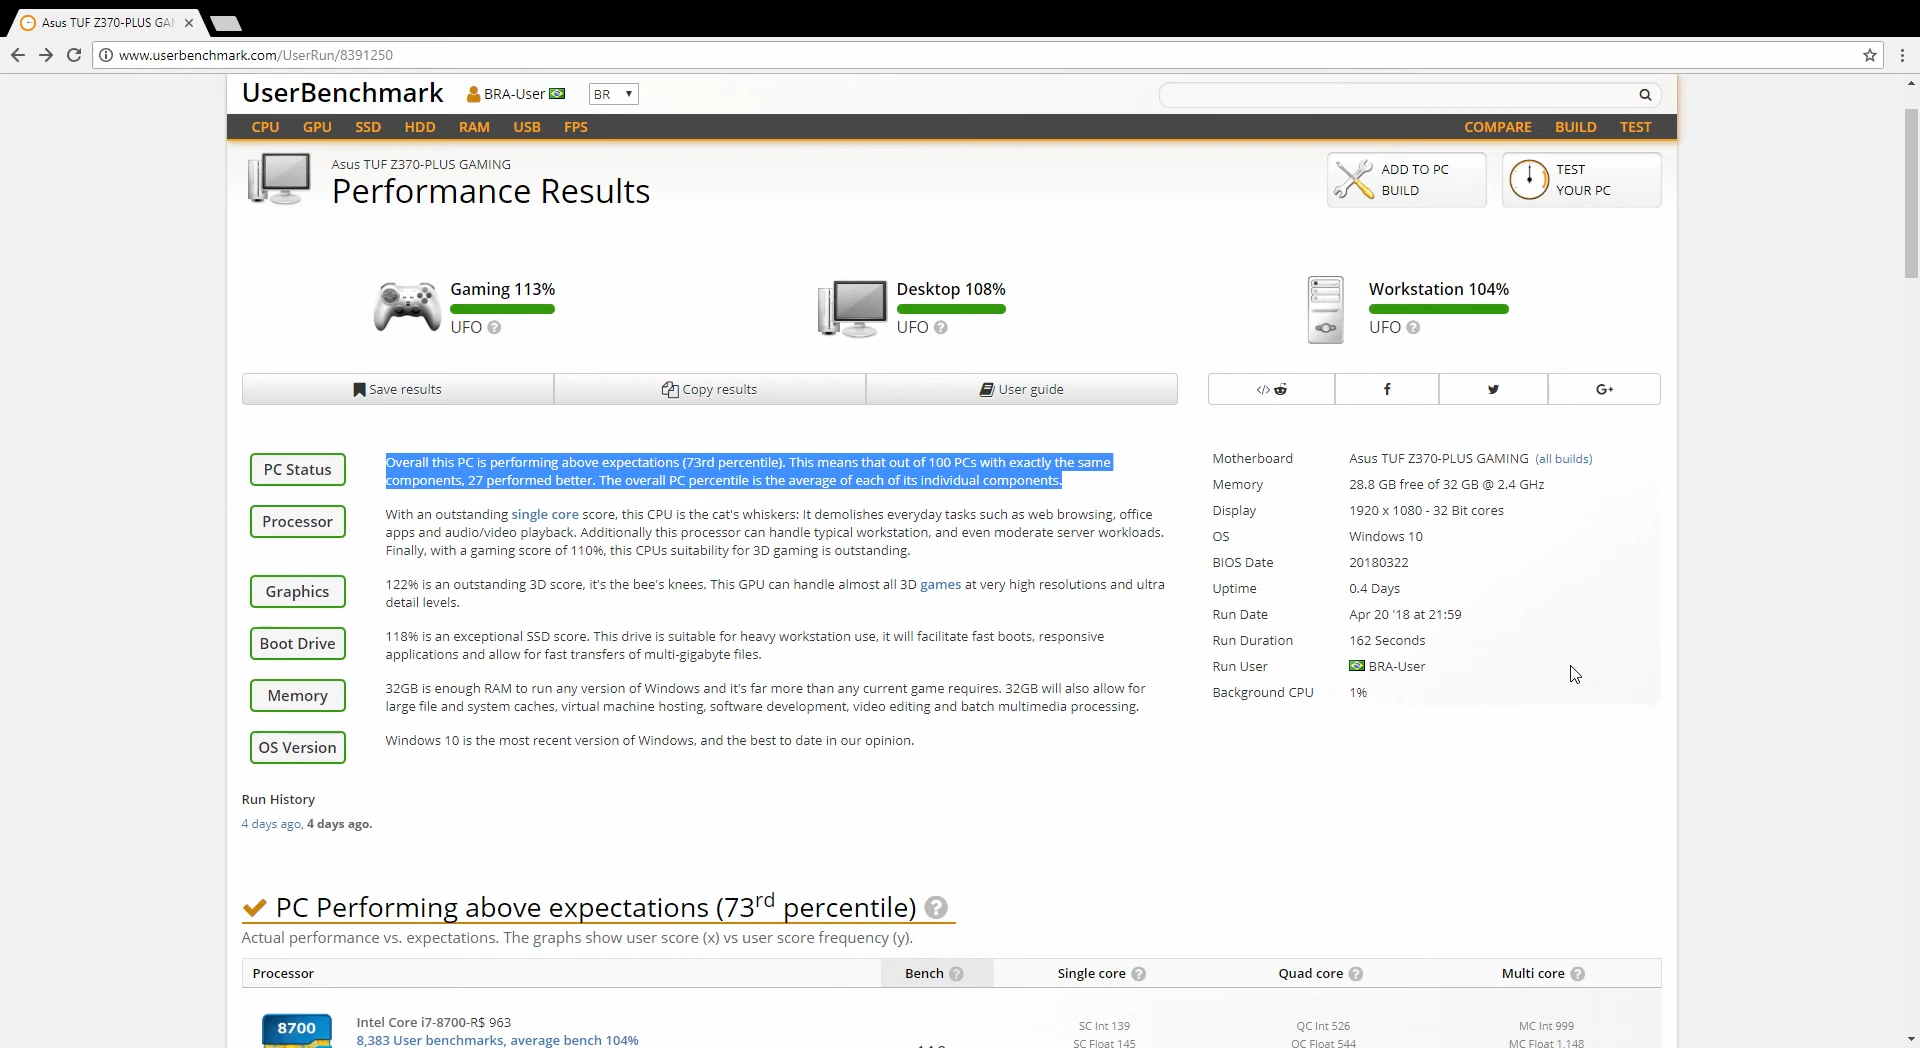 Asus TUF Z370-PLUS GA
www.userbenchmark.com/UserRun/8391250
UserBenchmark
BRA-User
BR
CPU GPU SSD HDD RAM USB FPS
COMPARE BUILD TEST
Asus TUF Z370-PLUS GAMING
Performance Results
ADD TO PC
BUILD
TEST
YOUR PC
Gaming 113%
UFO
Desktop 108%
UFO
Workstation 104%
UFO
Save results
Copy results
User guide
</>
f
G+
PC Status
Overall this PC is performing above expectations (73rd percentile). This means that out of 100 PCs with exactly the same
components, 27 performed better. The overall PC percentile is the average of each of its individual components.
Processor
With an outstanding single core score, this CPU is the cat's whiskers: It demolishes everyday tasks such as web browsing, office
apps and audio/video playback. Additionally this processor can handle typical workstation, and even moderate server workloads.
Finally, with a gaming score of 110%, this CPUs suitability for 3D gaming is outstanding.
Graphics
122% is an outstanding 3D score, it's the bee's knees. This GPU can handle almost all 3D games at very high resolutions and ultra
detail levels.
Boot Drive
118% is an exceptional SSD score. This drive is suitable for heavy workstation use, it will facilitate fast boots, responsive
applications and allow for fast transfers of multi-gigabyte files.
Memory
32GB is enough RAM to run any version of Windows and it's far more than any current game requires. 32GB will also allow for
large file and system caches, virtual machine hosting, software development, video editing and batch multimedia processing.
OS Version
Windows 10 is the most recent version of Windows, and the best to date in our opinion.
Motherboard Asus TUF Z370-PLUS GAMING (all builds)
Memory 28.8 GB free of 32 GB @ 2.4 GHz
Display 1920 x 1080 - 32 Bit cores
OS Windows 10
BIOS Date 20180322
Uptime 0.4 Days
Run Date Apr 20 '18 at 21:59
Run Duration 162 Seconds
Run User BRA-User
Background CPU 1%
Run History
4 days ago, 4 days ago.
PC Performing above expectations (73rd percentile) ?
Actual performance vs. expectations. The graphs show user score (x) vs user score frequency (y).
Processor Bench Single core Quad core Multi core
8700
Intel Core i7-8700-R$ 963
8,383 User benchmarks, average bench 104%
SC Int 139
SC Float 145
QC Int 526
QC Float 544
MC Int 999
MC Float 1,148